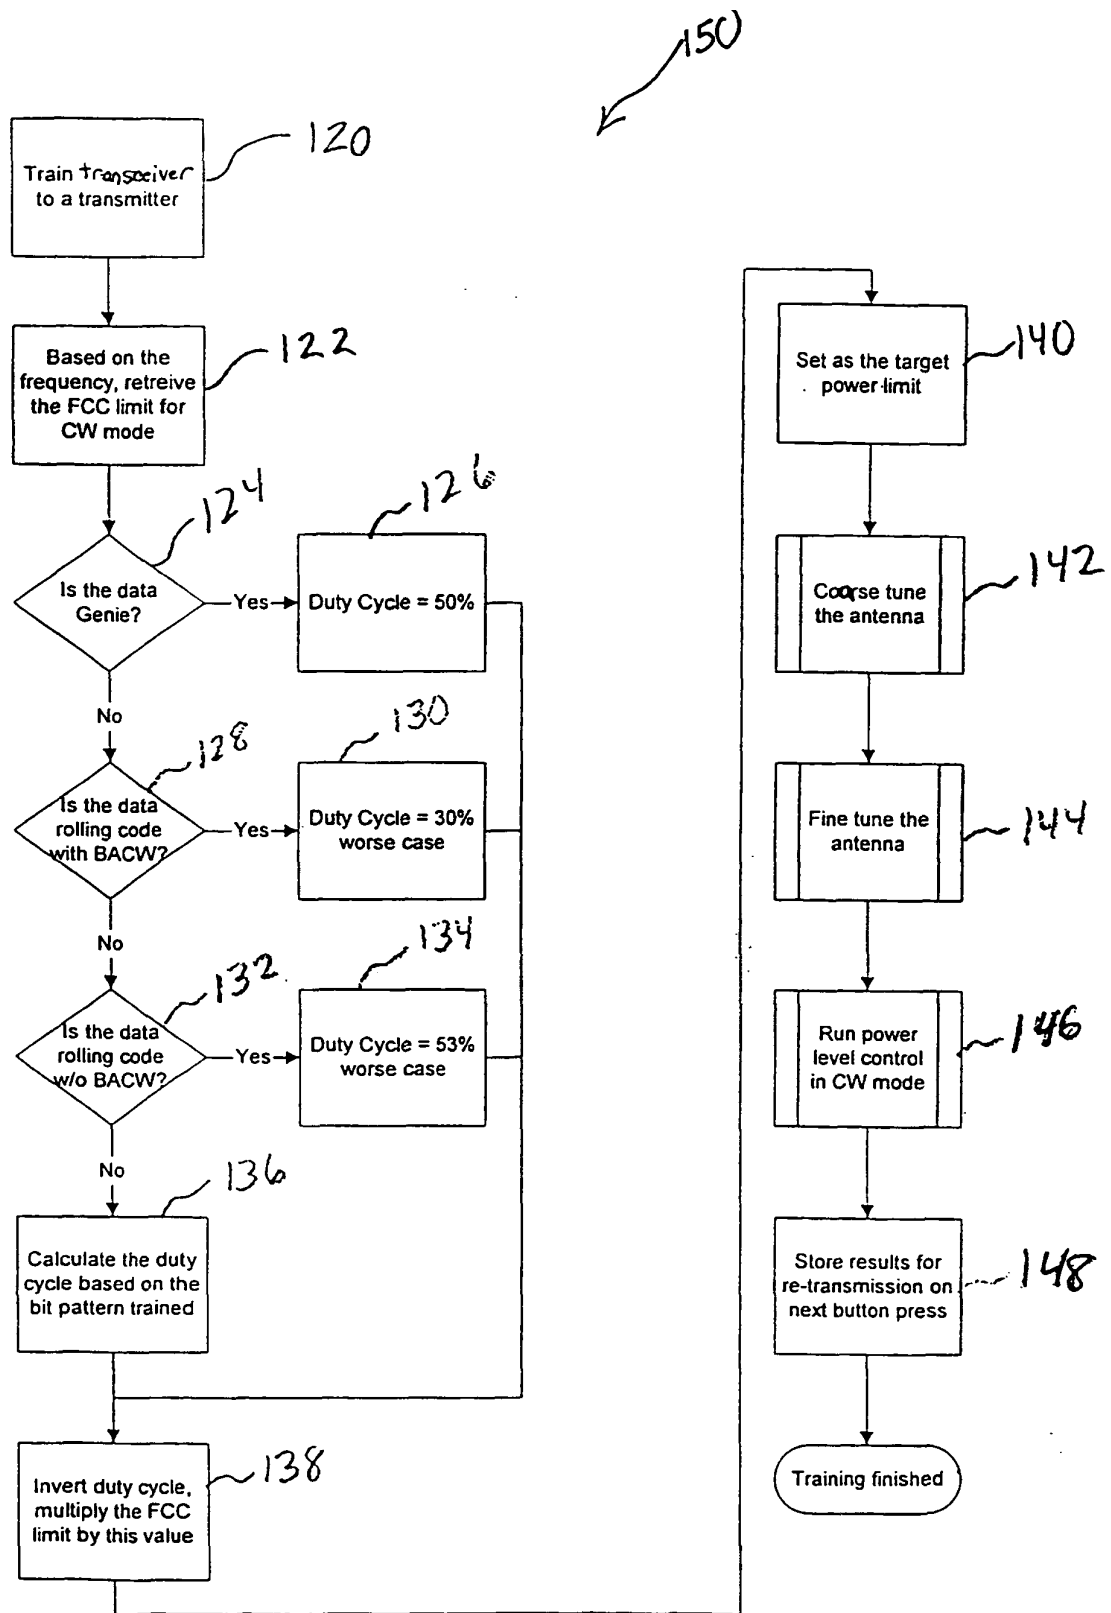 150
120
Train transceiver
to a transmitter
122
Based on the
frequency, retreive
the FCC limit for
CW mode
124
Is the data
Genie?
Yes
126
Duty Cycle = 50%
No
128
Is the data
rolling code
with BACW?
Yes
130
Duty Cycle = 30%
worse case
No
132
Is the data
rolling code
w/o BACW?
Yes
134
Duty Cycle = 53%
worse case
No
136
Calculate the duty
cycle based on the
bit pattern trained
138
Invert duty cycle,
multiply the FCC
limit by this value
140
Set as the target
power limit
142
Coarse tune
the antenna
144
Fine tune the
antenna
146
Run power
level control
in CW mode
148
Store results for
re-transmission on
next button press
Training finished